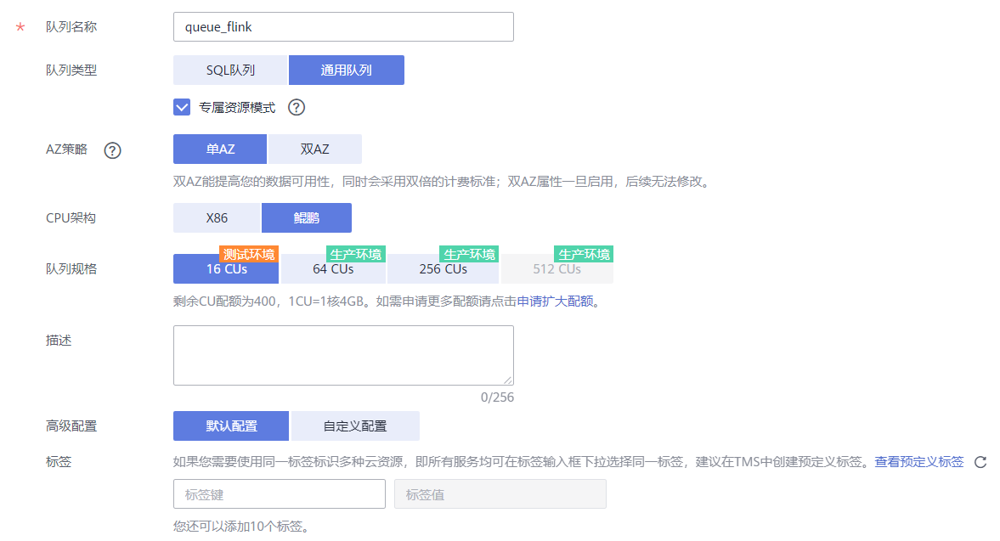 * 队列名称 queue_flink
队列类型 SQL队列 通用队列
专属资源模式 ?
AZ策略 ? 单AZ 双AZ
双AZ能提高您的数据可用性，同时会采用双倍的计费标准；双AZ属性一旦启用，后续无法修改。
CPU架构 X86 鲲鹏
测试环境 生产环境 生产环境 生产环境
队列规格 16 CUs 64 CUs 256 CUs 512 CUs
剩余CU配额为400，1CU=1核4GB。如需申请更多配额请点击申请扩大配额。
描述
0/256
高级配置 默认配置 自定义配置
标签 如果您需要使用同一标签标识多种云资源，即所有服务均可在标签输入框下拉选择同一标签，建议在TMS中创建预定义标签。查看预定义标签
标签键 标签值
您还可以添加10个标签。